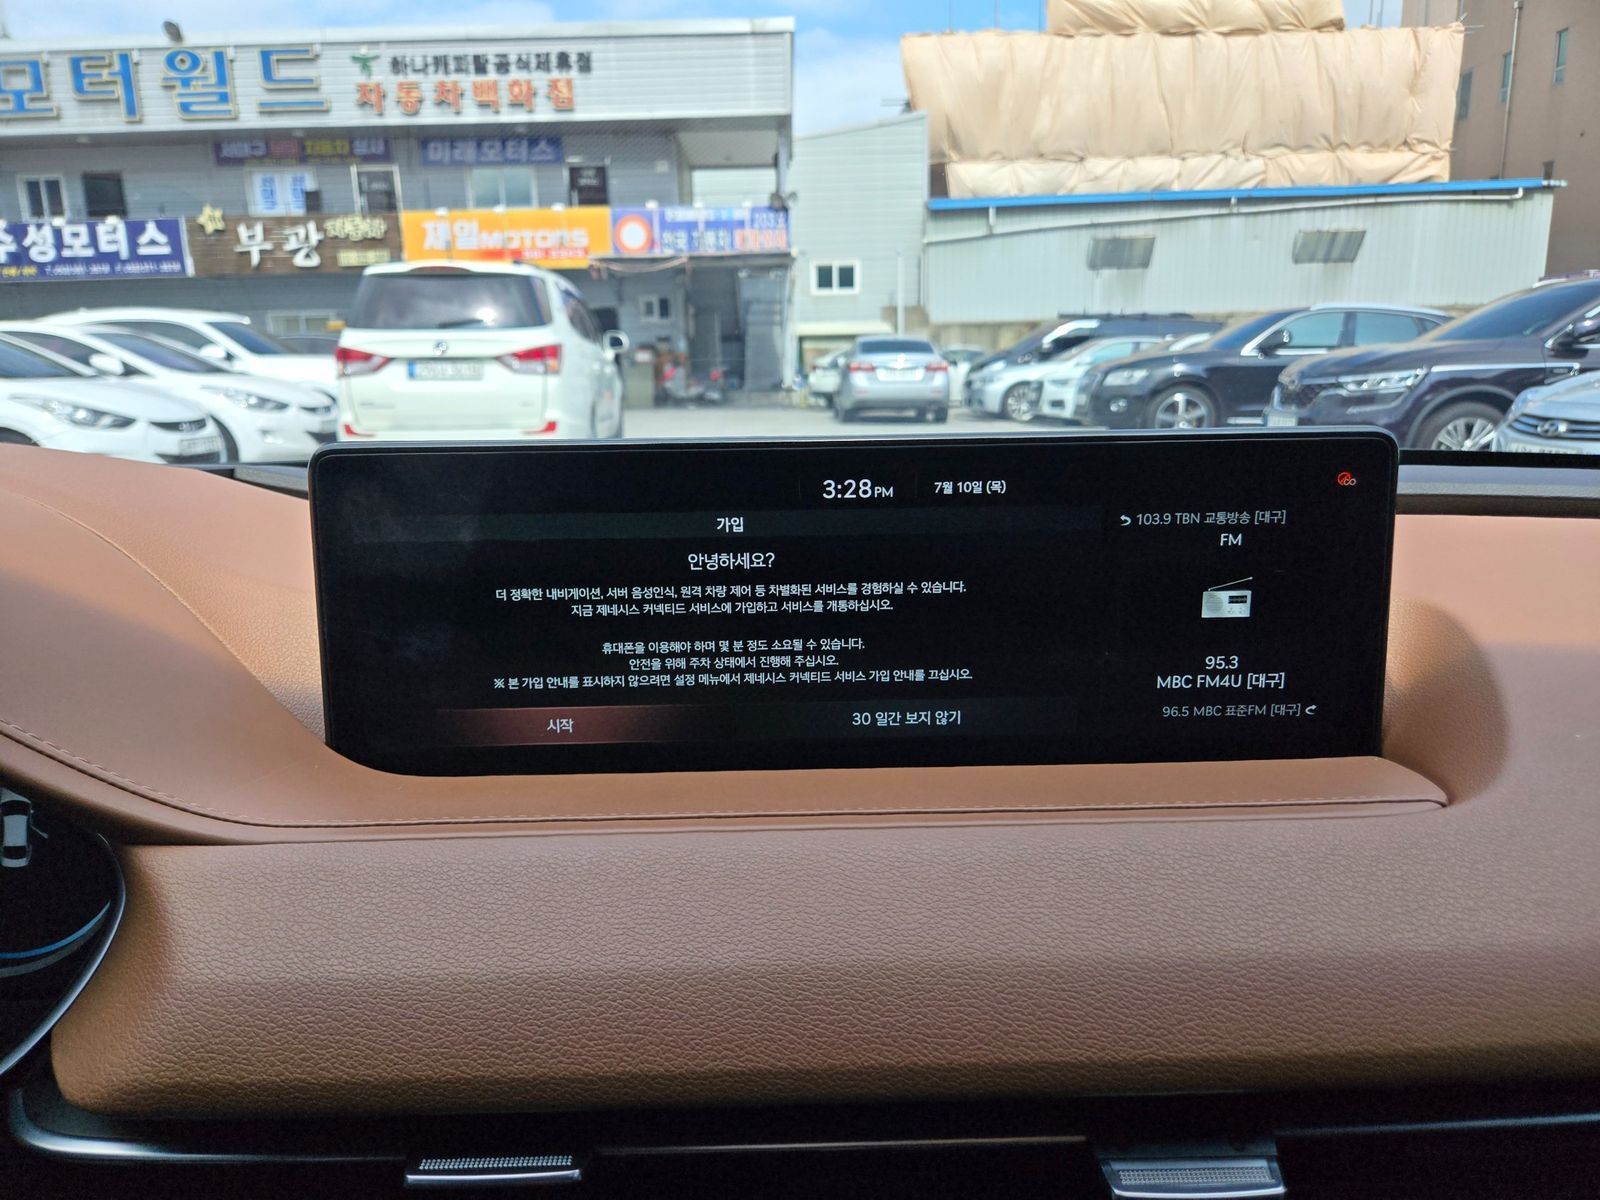 모터월드
하나캐피탈공식제휴점
자동차백화점
미래모터스
주성모터스
부광
제일MOTORS
3:28PM
7월 10일 (목)
가입
안녕하세요?
더 정확한 내비게이션, 서버 음성인식, 원격 차량 제어 등 차별화된 서비스를 경험하실 수 있습니다.
지금 제네시스 커넥티드 서비스에 가입하고 서비스를 개통하십시오.
휴대폰을 이용해야 하며 몇 분 정도 소요될 수 있습니다.
안전을 위해 주차 상태에서 진행해 주십시오.
※ 본 가입 안내를 표시하지 않으려면 설정 메뉴에서 제네시스 커넥티드 서비스 가입 안내를 끄십시오.
시작
30 일간 보지 않기
103.9 TBN 교통방송 [대구]
FM
95.3
MBC FM4U [대구]
96.5 MBC 표준FM [대구]